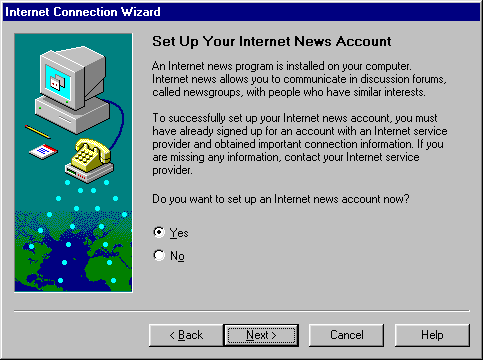 Internet Connection Wizard
Set Up Your Internet News Account
An Internet news program is installed on your computer.
Internet news allows you to communicate in discussion forums,
called newsgroups, with people who have similar interests.
To successfully set up your Internet news account, you must
have already signed up for an account with an Internet service
provider and obtained important connection information. If you
are missing any information, contact your Internet service
provider.
Do you want to set up an Internet news account now?
Yes
No
< Back
Next >
Cancel
Help